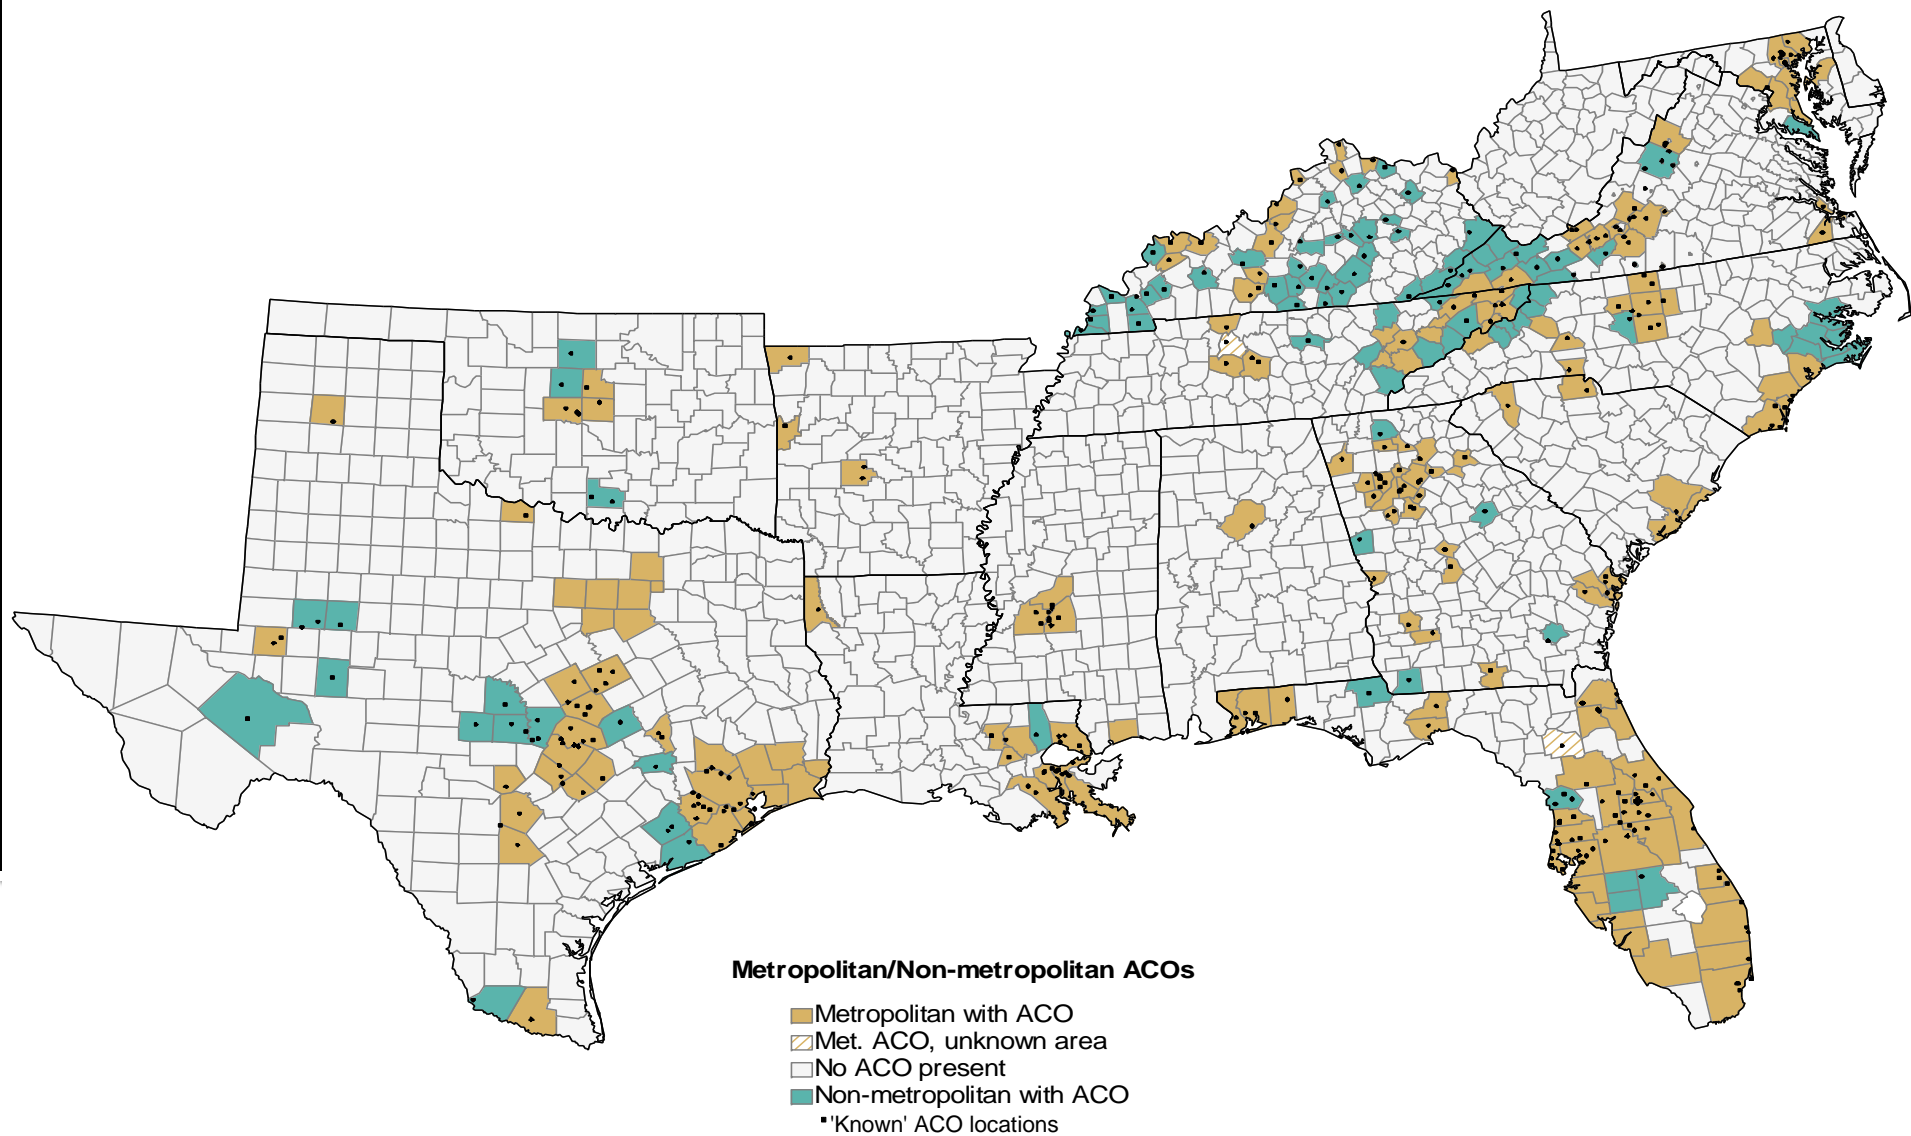 Metropolitan/Non-metropolitan ACOs
Metropolitan with ACO
Met. ACO, unknown area
No ACO present
Non-metropolitan with ACO
'Known' ACO locations